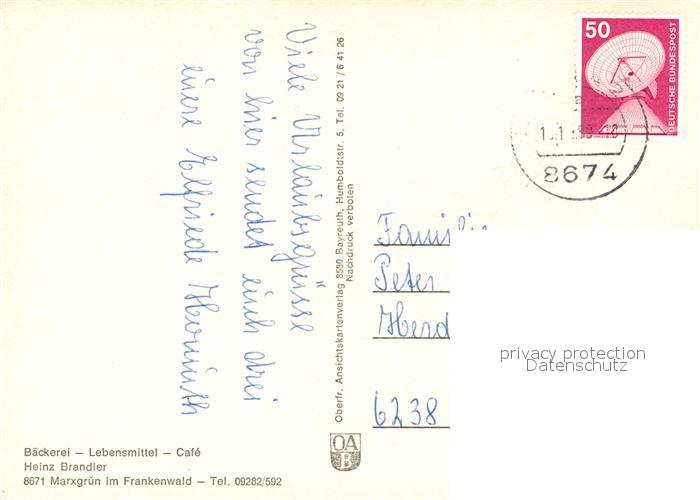 Viele Urlaubsgrüsse
von hier sendet euch drei
eiuere Elfriede
Oberfr. Ansichtskartenverlag 8580 Bayreuth, Humboldtstr. 5, Tel. 09 21 / 6 41 26
Nachdruck verboten
50
DEUTSCHE BUNDESPOST
8674
Familie
Peter
Herd
6238
privacy protection
Datenschutz
OA
B
Bäckerei — Lebensmittel — Café
Heinz Brandler
8671 Marxgrün im Frankenwald — Tel. 09282/592